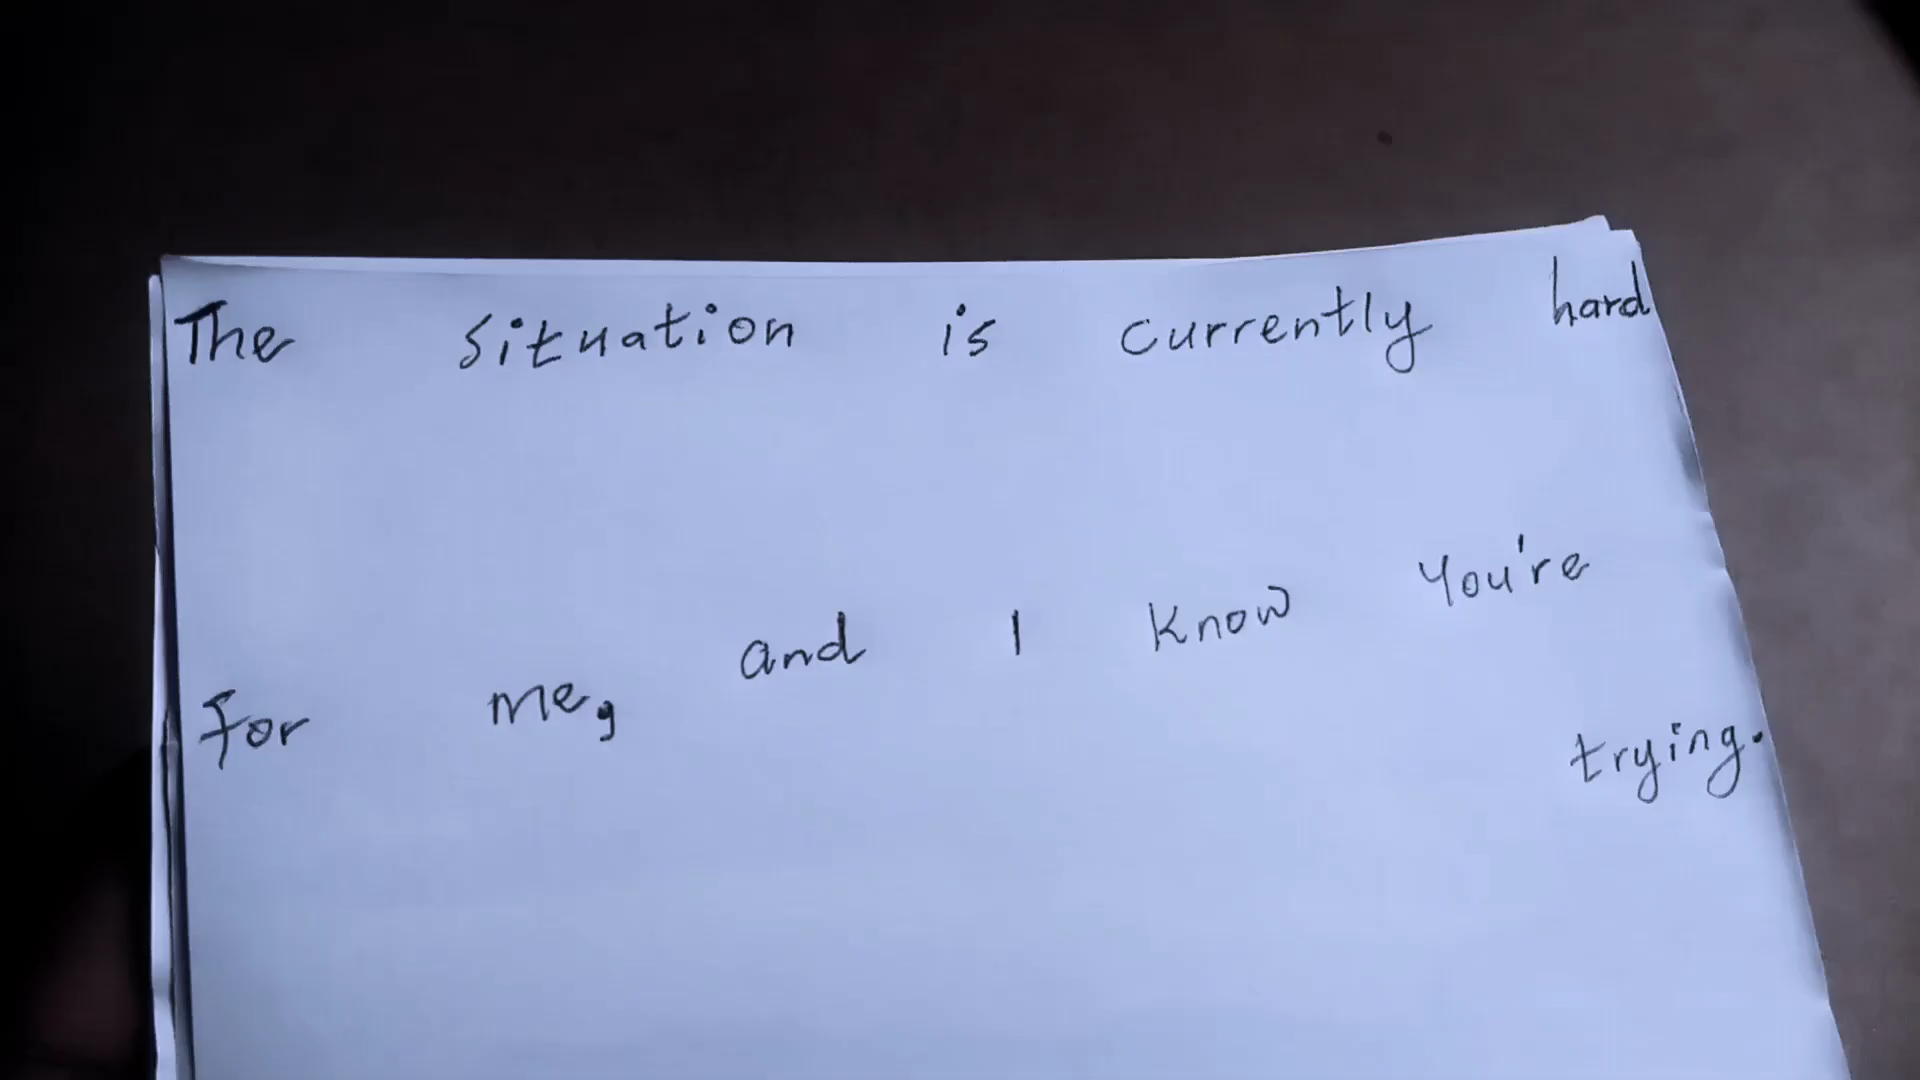 The situation is currently hard
for me, and I know you're
trying.